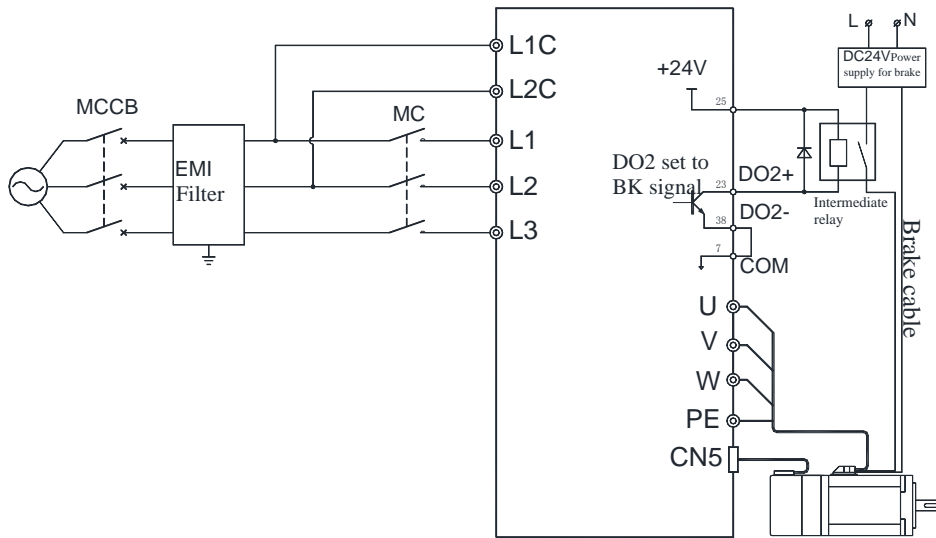 MCCB
EMI
Filter
MC
L1C
L2C
L1
L2
L3
+24V
25
DO2 set to
BK signal
23
DO2+
38
DO2-
7
COM
U
V
W
PE
CN5
L
N
DC24V Power
supply for brake
Intermediate
relay
Brake cable